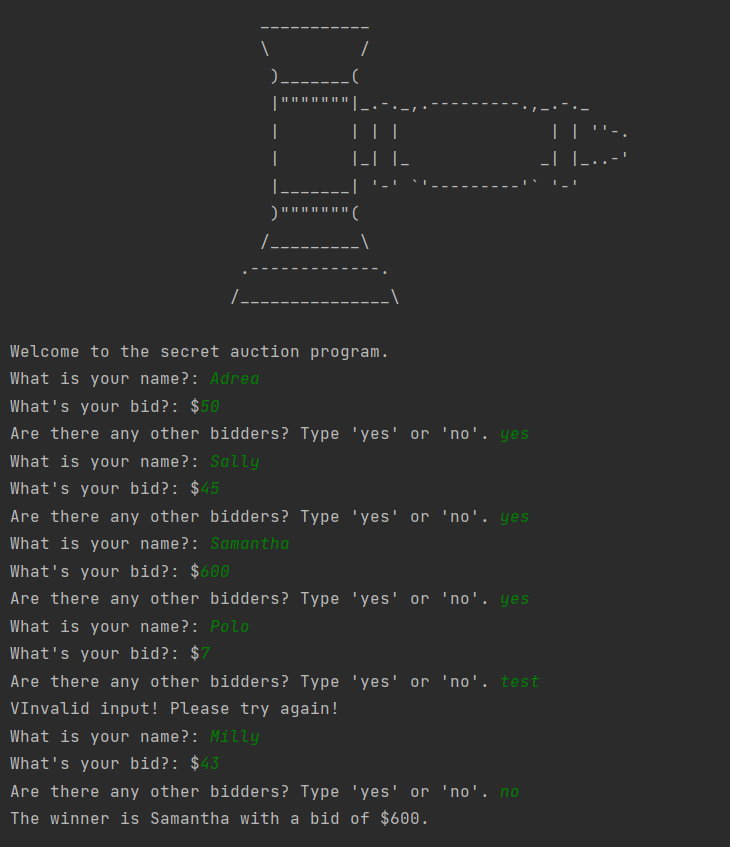 ___________
                         \         /
                          )_______(
                          |"""""""|_.-._,.---------.,_.-._
                          |       | | |               | | ''-.
                          |       |_| |_             _| |_..-'
                          |_______| '-' `'---------'` '-'
                          )"""""""(
                         /_________\
                       .-------------.
                      /_______________\
Welcome to the secret auction program.
What is your name?: Adrea
What's your bid?: $50
Are there any other bidders? Type 'yes' or 'no'. yes
What is your name?: Sally
What's your bid?: $45
Are there any other bidders? Type 'yes' or 'no'. yes
What is your name?: Samantha
What's your bid?: $600
Are there any other bidders? Type 'yes' or 'no'. yes
What is your name?: Polo
What's your bid?: $7
Are there any other bidders? Type 'yes' or 'no'. test
VInvalid input! Please try again!
What is your name?: Milly
What's your bid?: $43
Are there any other bidders? Type 'yes' or 'no'. no
The winner is Samantha with a bid of $600.